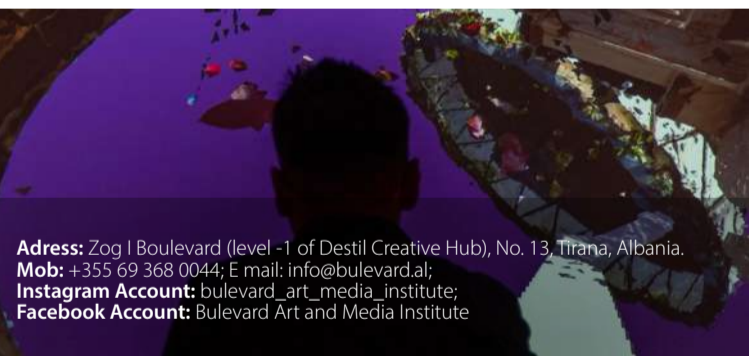 Adress: Zog I Boulevard (level -1 of Destil Creative Hub), No. 13, Tirana, Albania.
Mob: +355 69 368 0044; E mail: info@bulevard.al;
Instagram Account: bulevard_art_media_institute;
Facebook Account: Bulevard Art and Media Institute